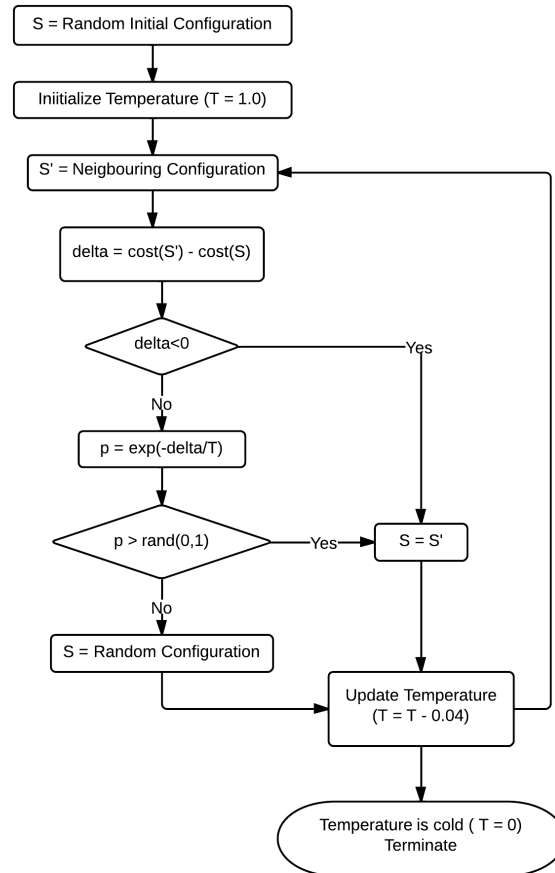 S = Random Initial Configuration
Iniitialize Temperature (T = 1.0)
S' = Neigbouring Configuration
delta = cost(S') - cost(S)
delta<0
Yes
No
p = exp(-delta/T)
p > rand(0,1)
Yes
S = S'
No
S = Random Configuration
Update Temperature
(T = T - 0.04)
Temperature is cold ( T = 0)
Terminate